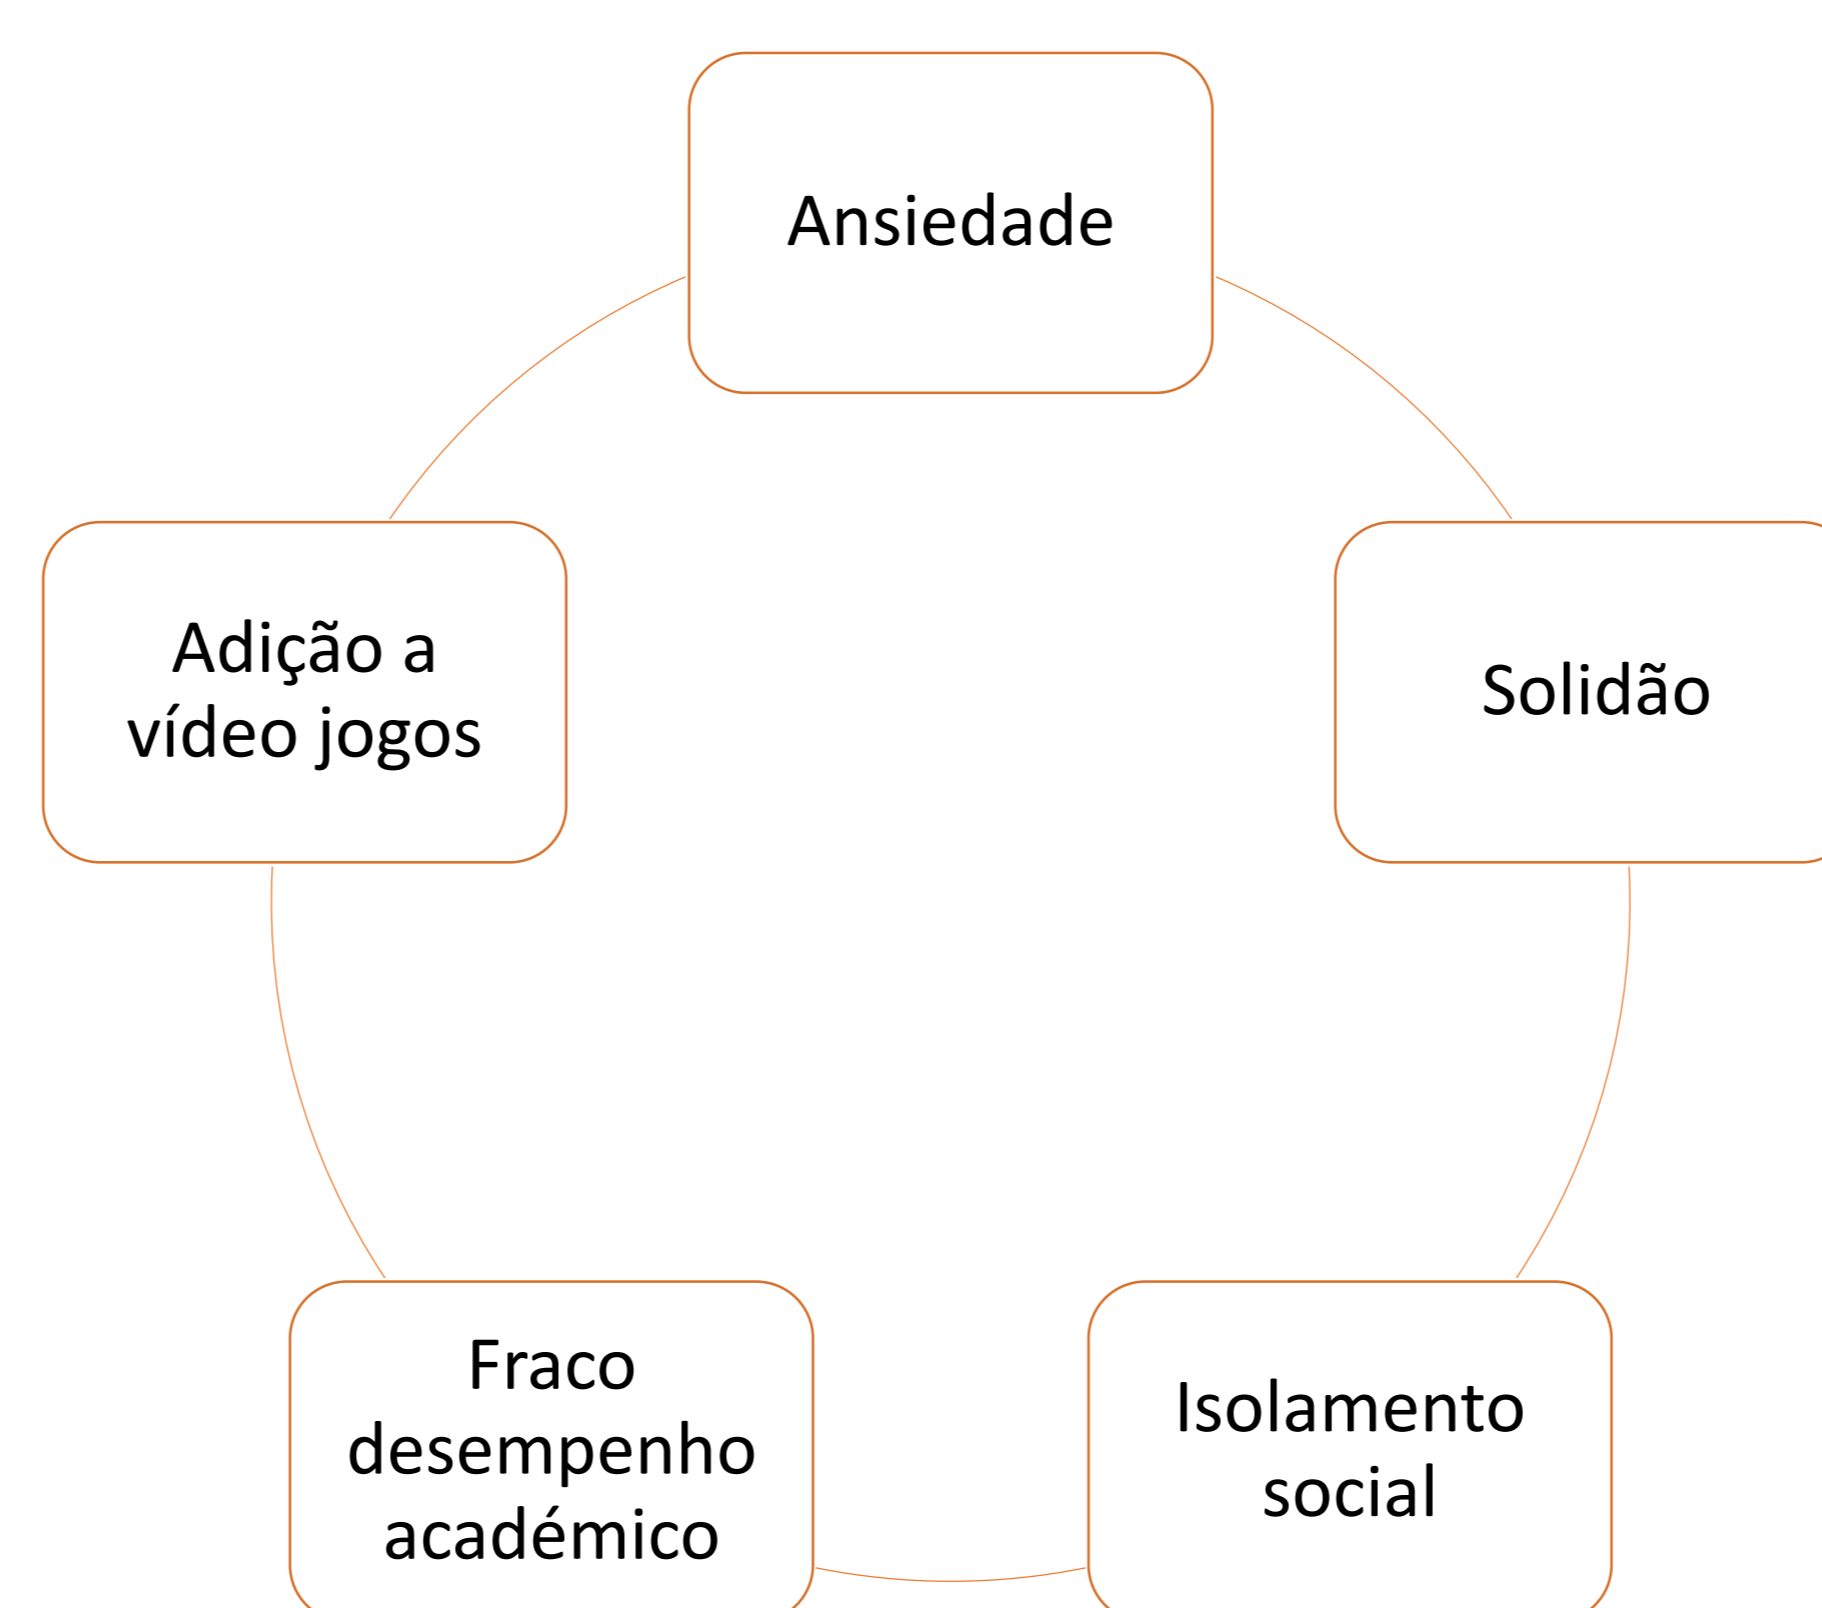 Ansiedade
Adição a
vídeo jogos
Solidão
Fraco
desempenho
académico
Isolamento
social